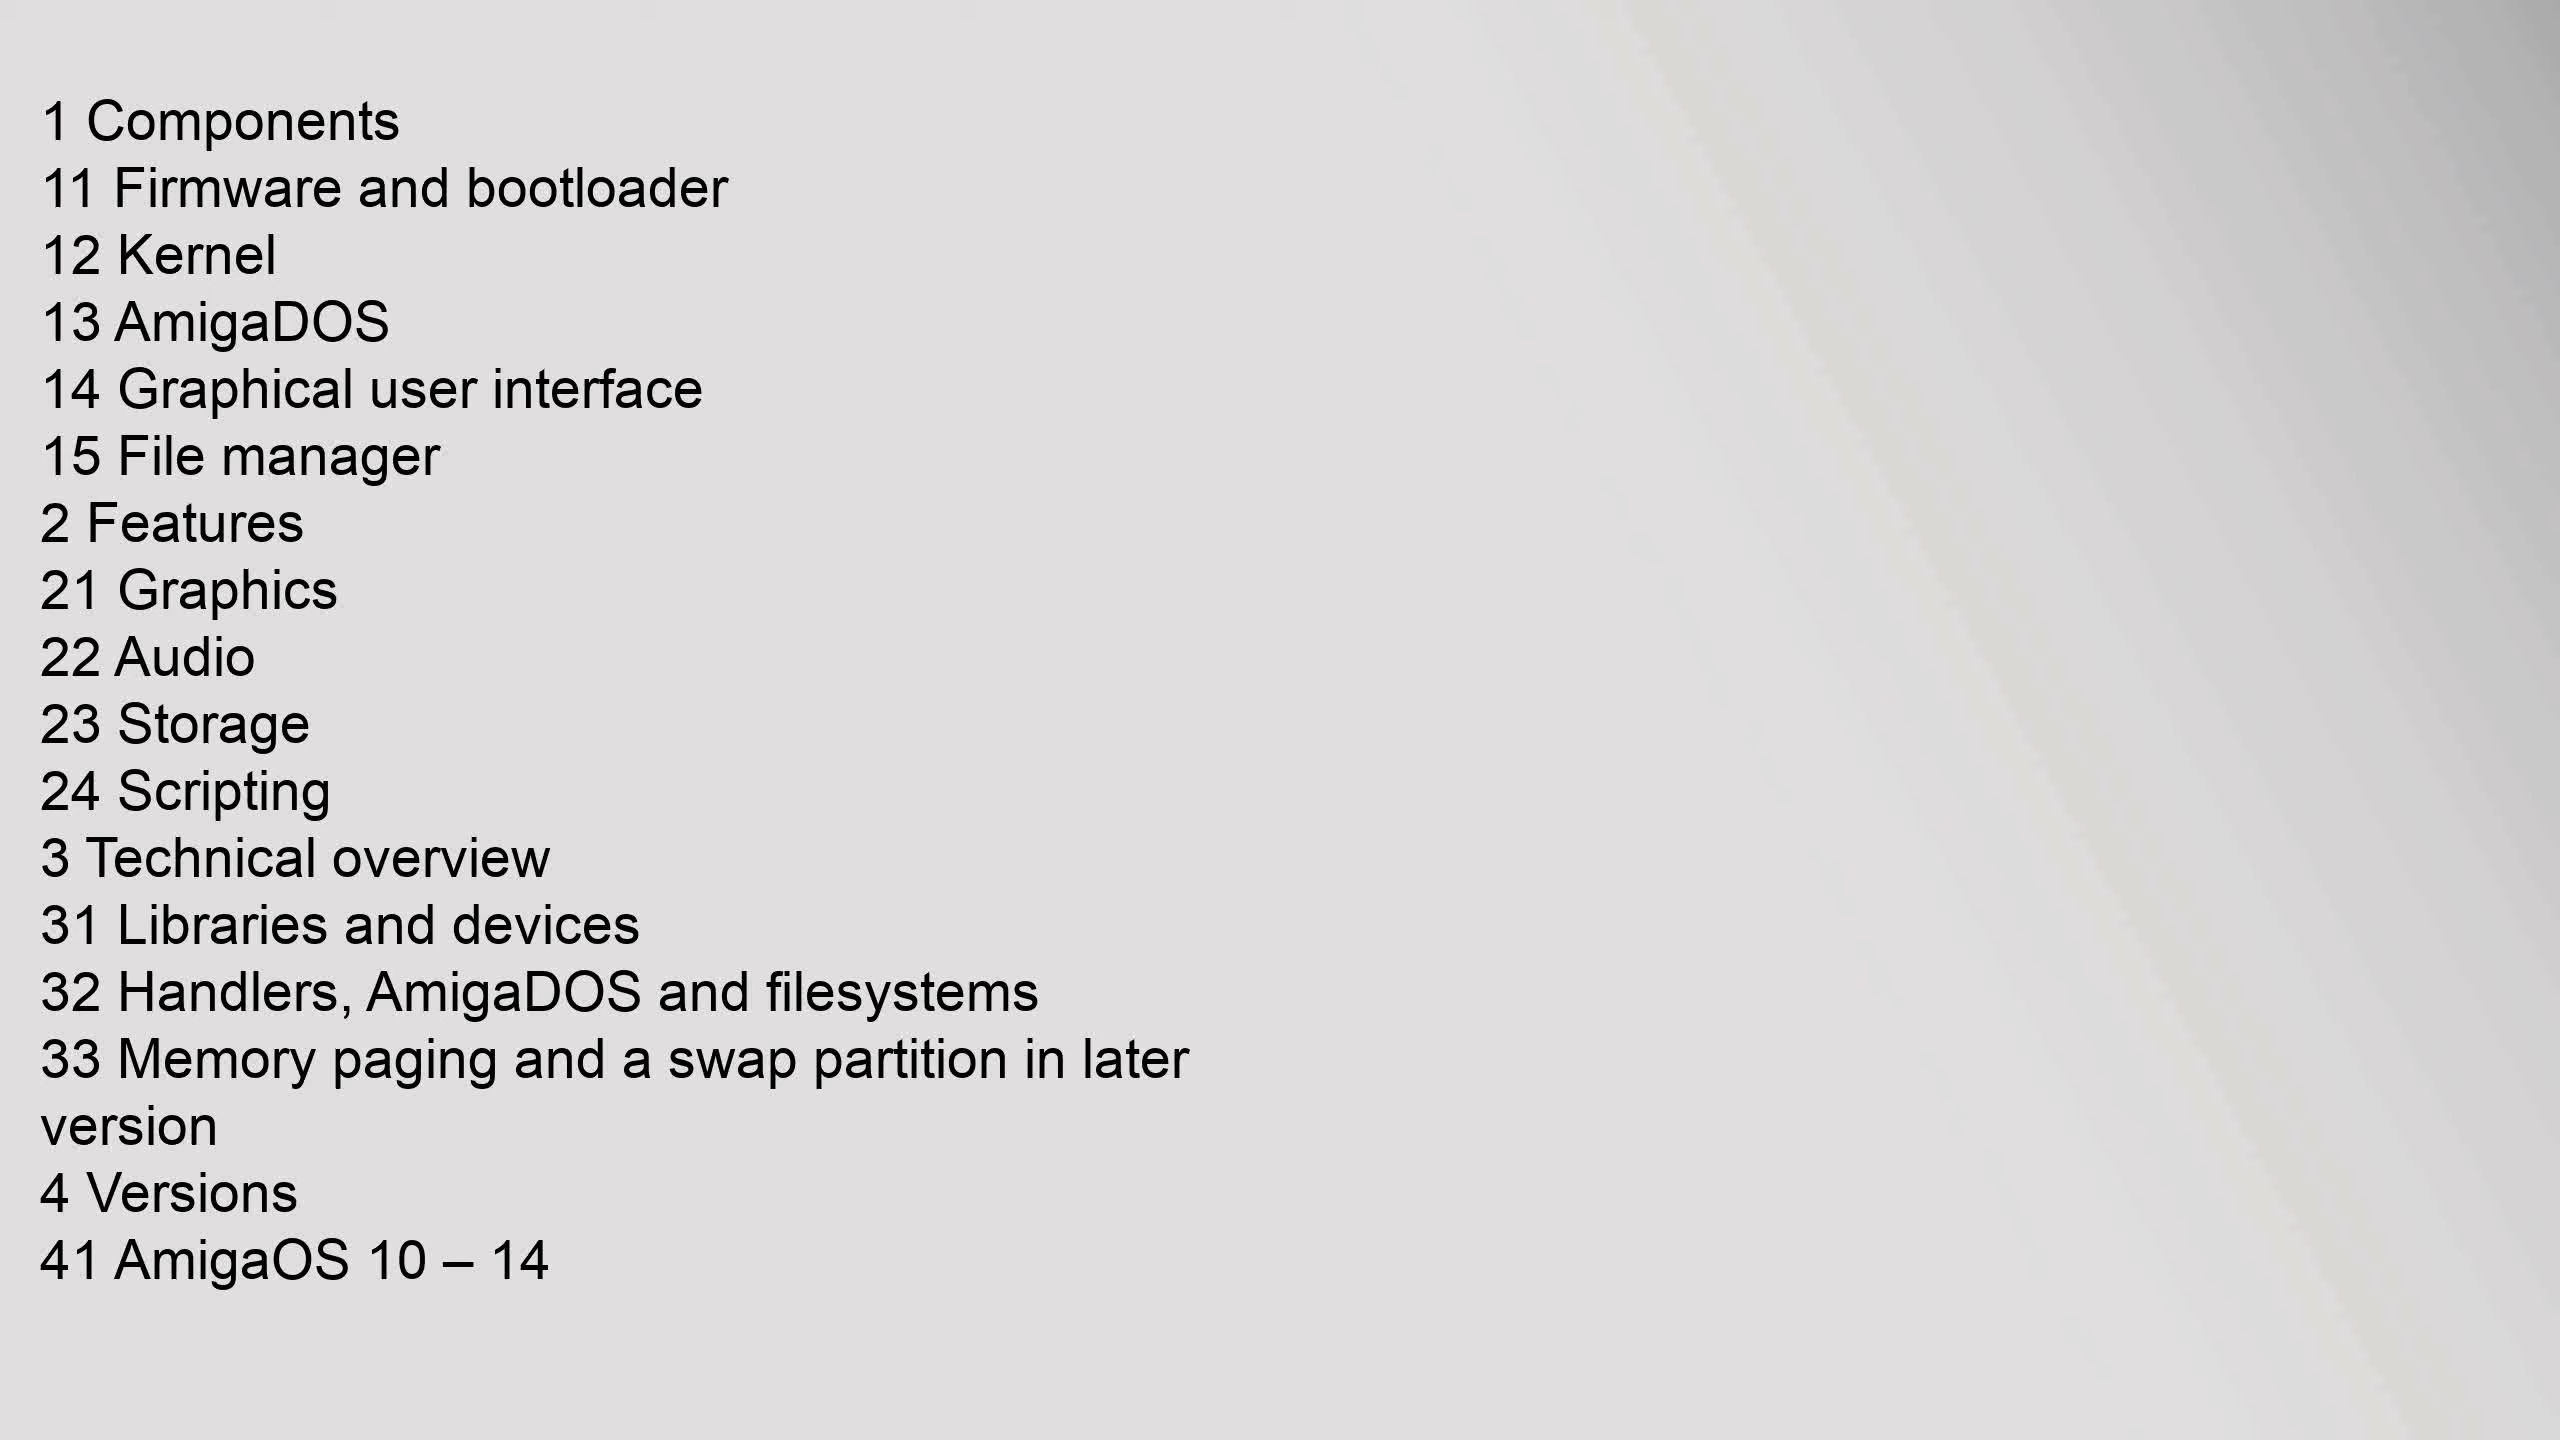 1 Components
11 Firmware and bootloader
12 Kernel
13 AmigaDOS
14 Graphical user interface
15 File manager
2 Features
21 Graphics
22 Audio
23 Storage
24 Scripting
3 Technical overview
31 Libraries and devices
32 Handlers, AmigaDOS and filesystems
33 Memory paging and a swap partition in later
version
4 Versions
41 AmigaOS 10 – 14